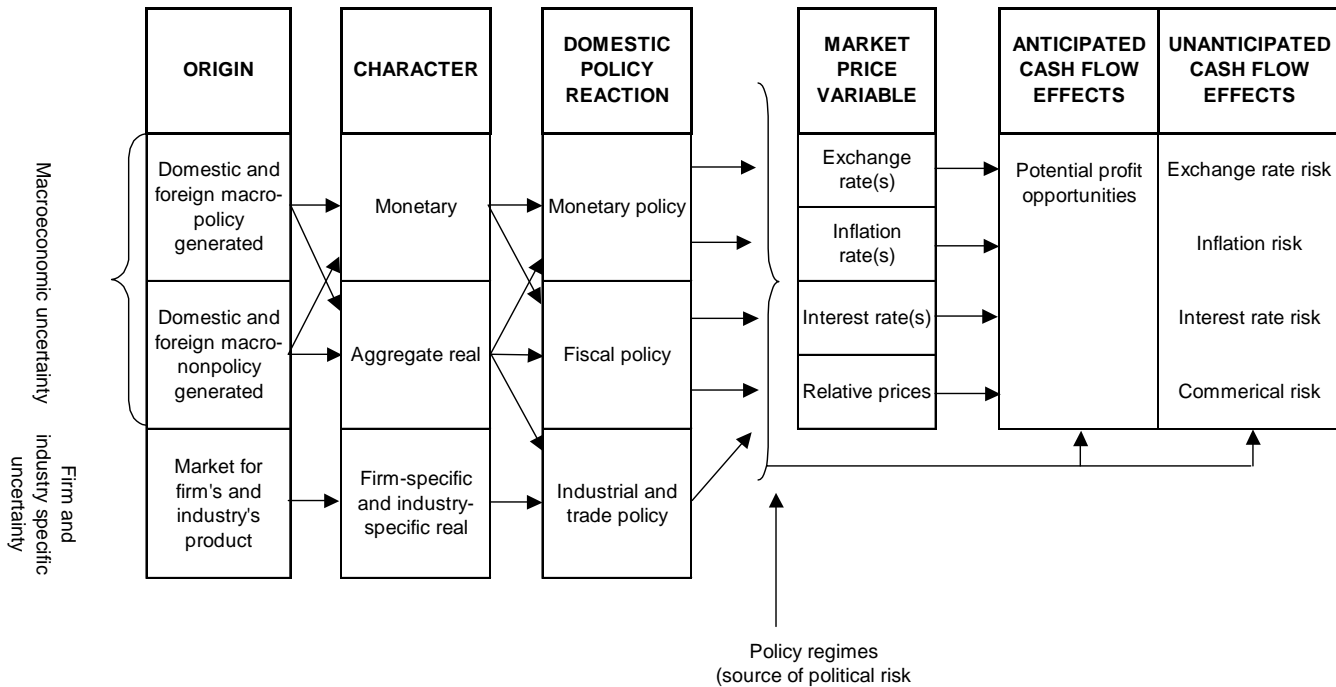 ORIGIN
CHARACTER
DOMESTIC
POLICY
REACTION
MARKET
PRICE
VARIABLE
ANTICIPATED
CASH FLOW
EFFECTS
UNANTICIPATED
CASH FLOW
EFFECTS
Macroeconomic uncertainty
Domestic and
foreign macro-
policy
generated
Monetary
Monetary policy
Exchange
rate(s)
Potential profit
opportunities
Exchange rate risk
Inflation
rate(s)
Inflation risk
Domestic and
foreign macro-
nonpolicy
generated
Aggregate real
Fiscal policy
Interest rate(s)
Interest rate risk
Relative prices
Commerical risk
Firm and
industry specific
uncertainty
Market for
firm's and
industry's
product
Firm-specific
and industry-
specific real
Industrial and
trade policy
Policy regimes
(source of political risk